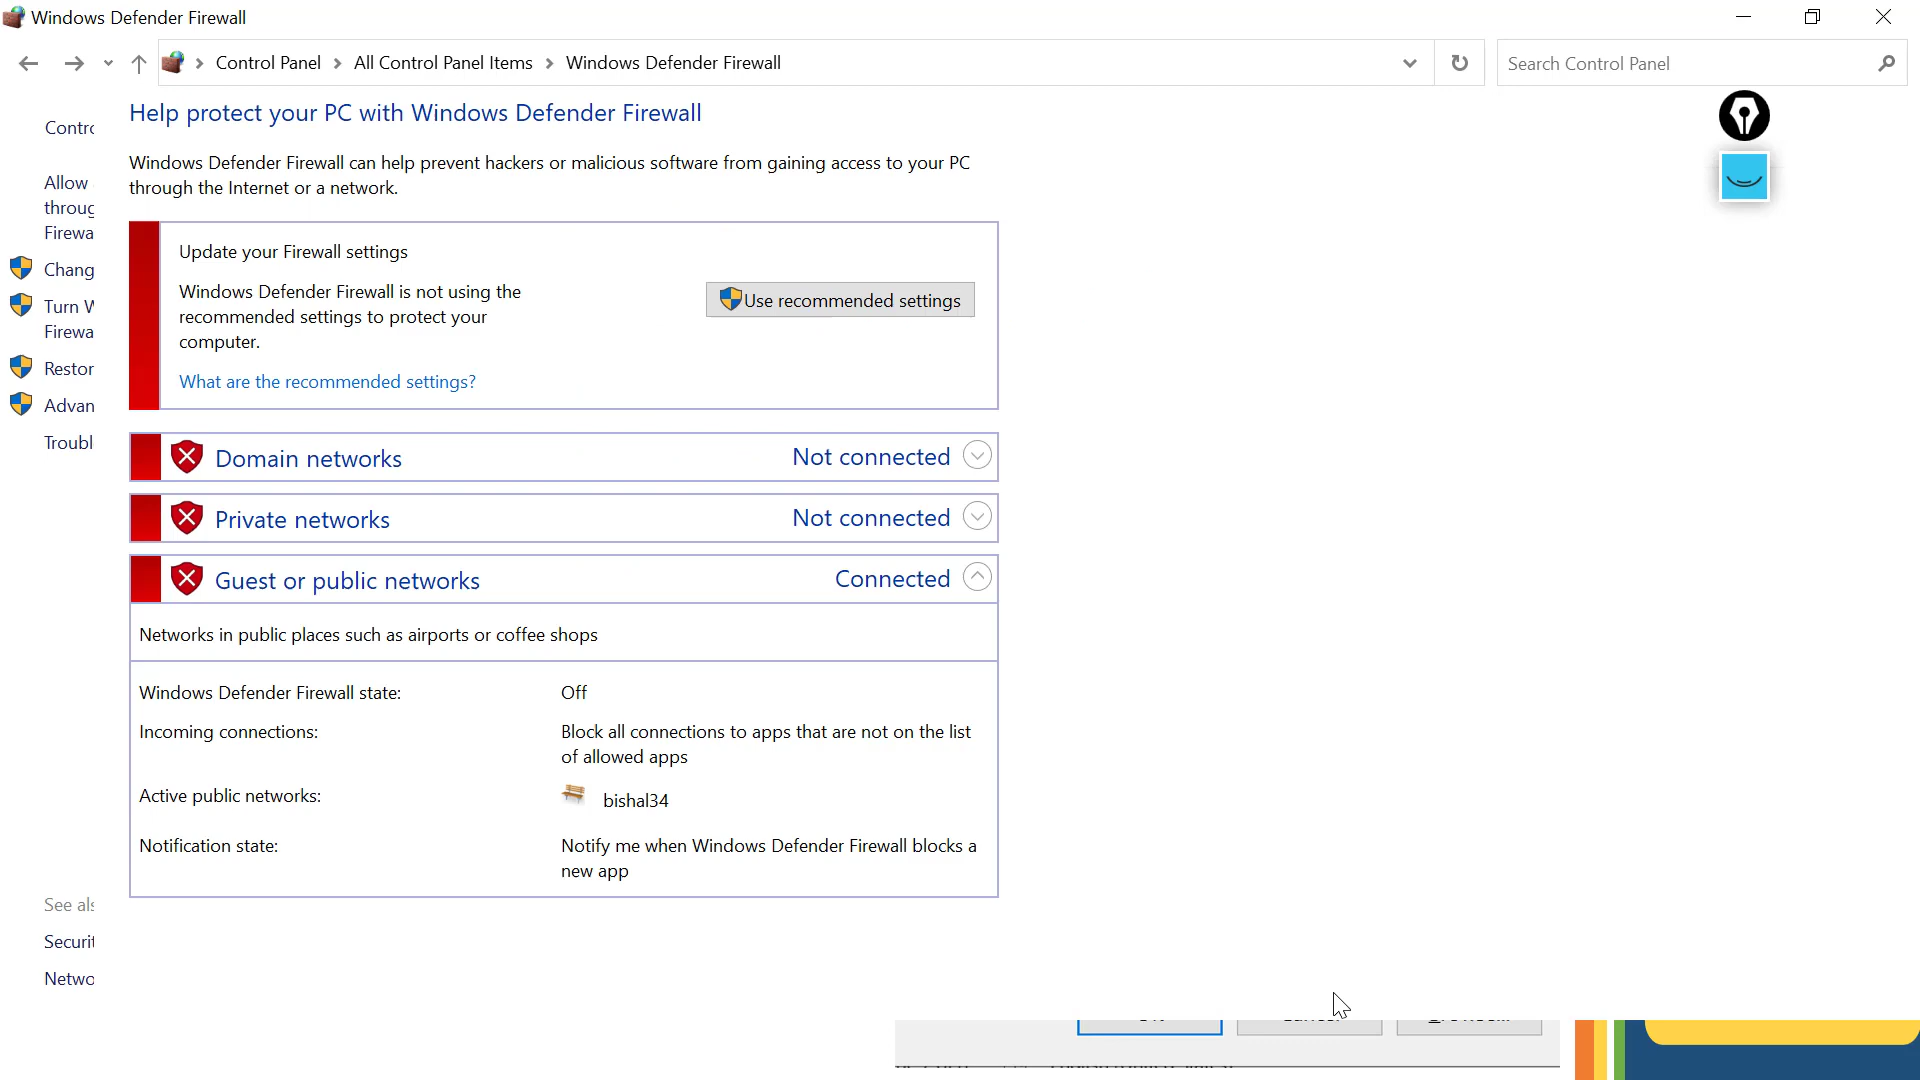 Windows Defender Firewall
Control Panel > All Control Panel Items > Windows Defender Firewall
Search Control Panel
Help protect your PC with Windows Defender Firewall
Windows Defender Firewall can help prevent hackers or malicious software from gaining access to your PC
through the Internet or a network.
Contro
Allow
throug
Firewa
Chang
Turn W
Firewa
Restor
Advan
Troubl
Update your Firewall settings
Windows Defender Firewall is not using the
recommended settings to protect your
computer.
Use recommended settings
What are the recommended settings?
Domain networks Not connected
Private networks Not connected
Guest or public networks Connected
Networks in public places such as airports or coffee shops
Windows Defender Firewall state: Off
Incoming connections: Block all connections to apps that are not on the list
of allowed apps
Active public networks: bishal34
Notification state: Notify me when Windows Defender Firewall blocks a
new app
See als
Securit
Netwo